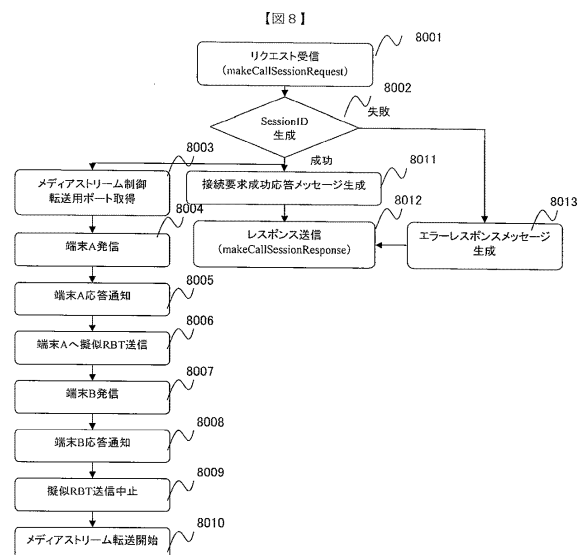 【図８】
8001
リクエスト受信
(makeCallSessionRequest)
8002
SessionID
生成
失敗
成功
8003
メディアストリーム制御
転送用ポート取得
8011
接続要求成功応答メッセージ生成
8004
端末A発信
8012
レスポンス送信
(makeCallSessionResponse)
8013
エラーレスポンスメッセージ
生成
8005
端末A応答通知
8006
端末Aへ擬似RBT送信
8007
端末B発信
8008
端末B応答通知
8009
擬似RBT送信中止
8010
メディアストリーム転送開始